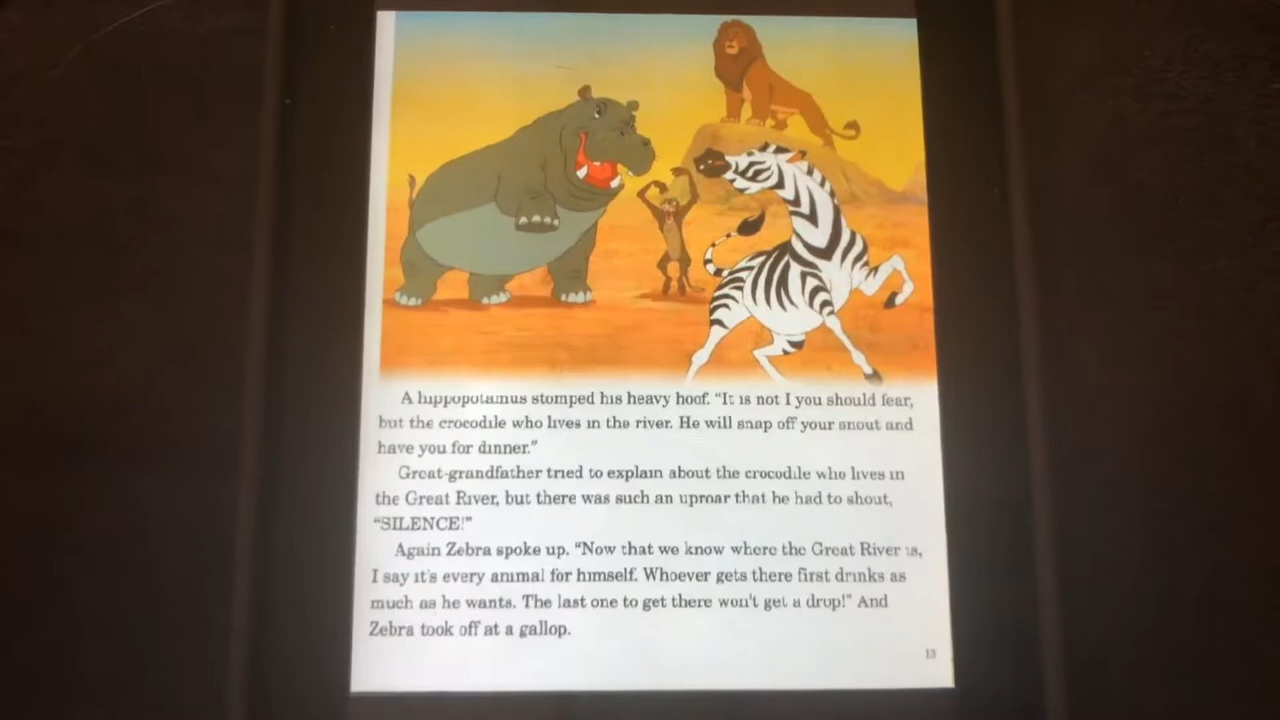 A hippopotamus stomped his heavy hoof. "It is not I you should fear,
but the crocodile who lives in the river. He will snap off your snout and
have you for dinner."
Great-grandfather tried to explain about the crocodile who lives in
the Great River, but there was such an uproar that he had to shout,
"SILENCE!"
Again Zebra spoke up. "Now that we know where the Great River is,
I say it's every animal for himself. Whoever gets there first drinks as
much as he wants. The last one to get there won't get a drop!" And
Zebra took off at a gallop.
13